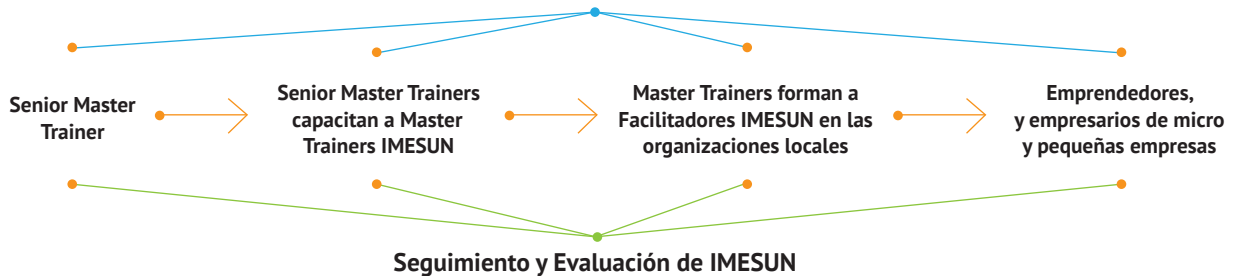 Senior Master
Trainer
Senior Master Trainers
capacitan a Master
Trainers IMESUN
Master Trainers forman a
Facilitadores IMESUN en las
organizaciones locales
Emprendedores,
y empresarios de micro
y pequeñas empresas
Seguimiento y Evaluación de IMESUN